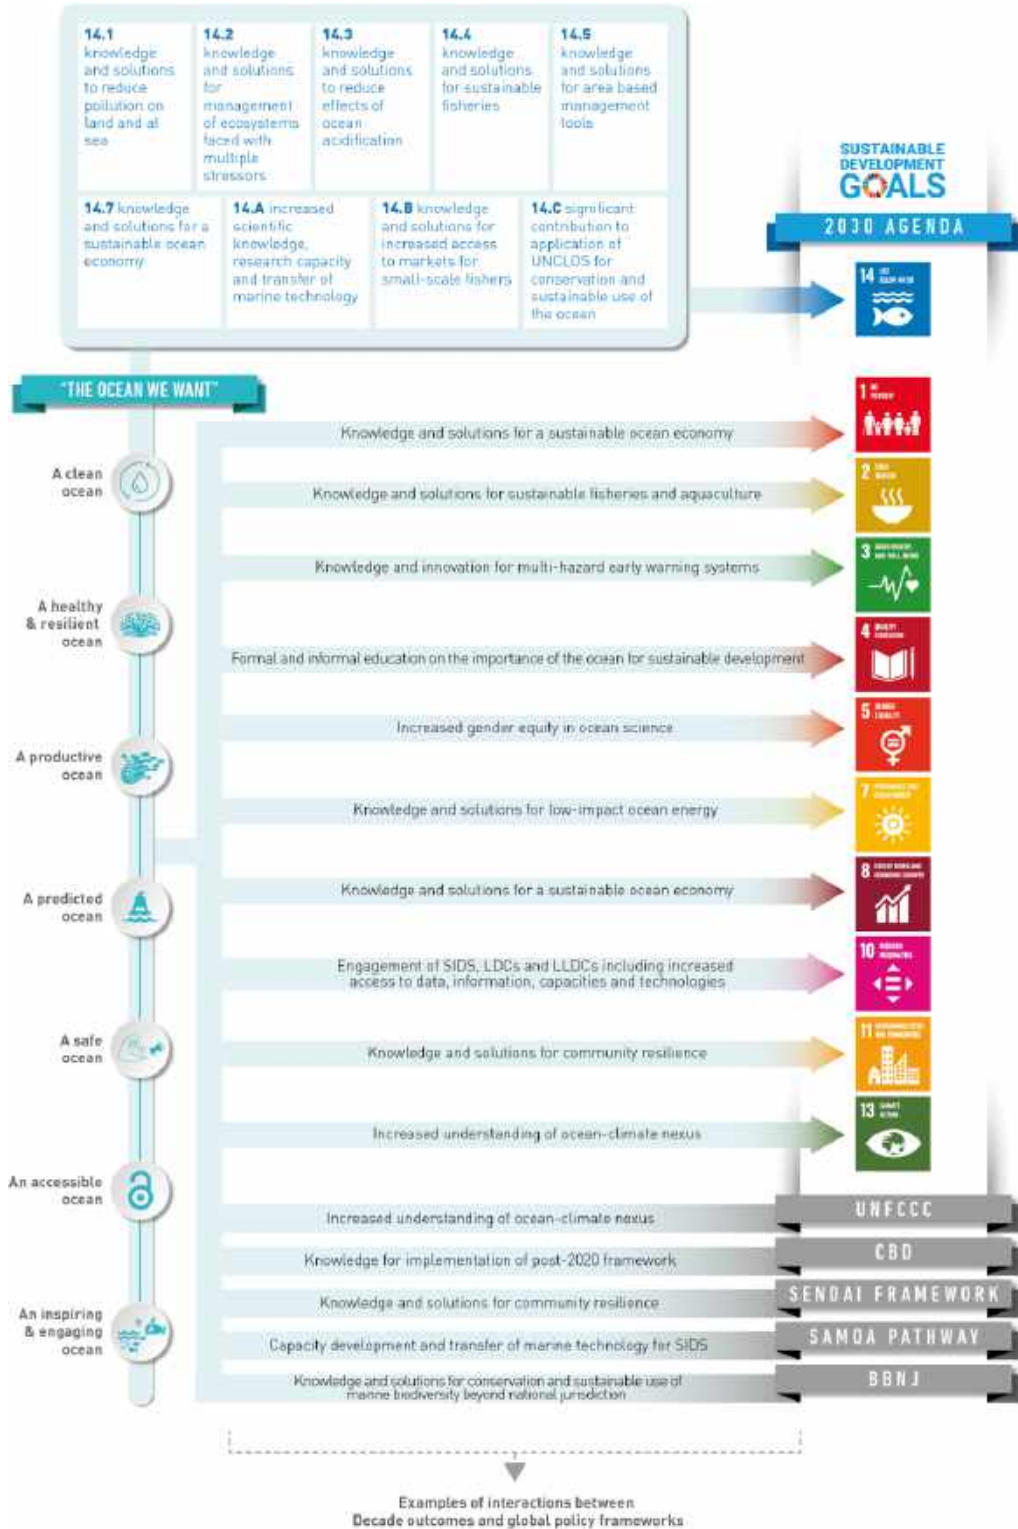 14.1
knowledge
and solutions
to reduce
pollution on
land and at
sea
14.2
knowledge
and solutions
for
management
of ecosystems
faced with
multiple
stressors
14.3
knowledge
and solutions
to reduce
effects of
ocean
acidification
14.4
knowledge
and solutions
for sustainable
fisheries
14.5
knowledge
and solutions
for area based
management
tools
14.7 knowledge
and solutions for a
sustainable ocean
economy
14.A increased
scientific
knowledge,
research capacity
and transfer of
marine technology
14.B knowledge
and solutions for
increased access
to markets for
small-scale fishers
14.C significant
contribution to
application of
UNCLOS for
conservation and
sustainable use of
the ocean
SUSTAINABLE
DEVELOPMENT
GOALS
2030 AGENDA
14
"THE OCEAN WE WANT"
A clean
ocean
A healthy
& resilient
ocean
A productive
ocean
A predicted
ocean
A safe
ocean
An accessible
ocean
An inspiring
& engaging
ocean
Knowledge and solutions for a sustainable ocean economy
1
Knowledge and solutions for sustainable fisheries and aquaculture
2
Knowledge and innovation for multi-hazard early warning systems
3
Formal and informal education on the importance of the ocean for sustainable development
4
Increased gender equity in ocean science
5
Knowledge and solutions for low-impact ocean energy
7
Knowledge and solutions for a sustainable ocean economy
8
Engagement of SIDS, LDCs and LLDCs including increased
access to data, information, capacities and technologies
10
Knowledge and solutions for community resilience
11
Increased understanding of ocean-climate nexus
13
Increased understanding of ocean-climate nexus
UNFCCC
Knowledge for implementation of post-2020 framework
CBD
Knowledge and solutions for community resilience
SENDAI FRAMEWORK
Capacity development and transfer of marine technology for SIDS
SAMOA PATHWAY
Knowledge and solutions for conservation and sustainable use of
marine biodiversity beyond national jurisdiction
BBNJ
Examples of interactions between
Decade outcomes and global policy frameworks